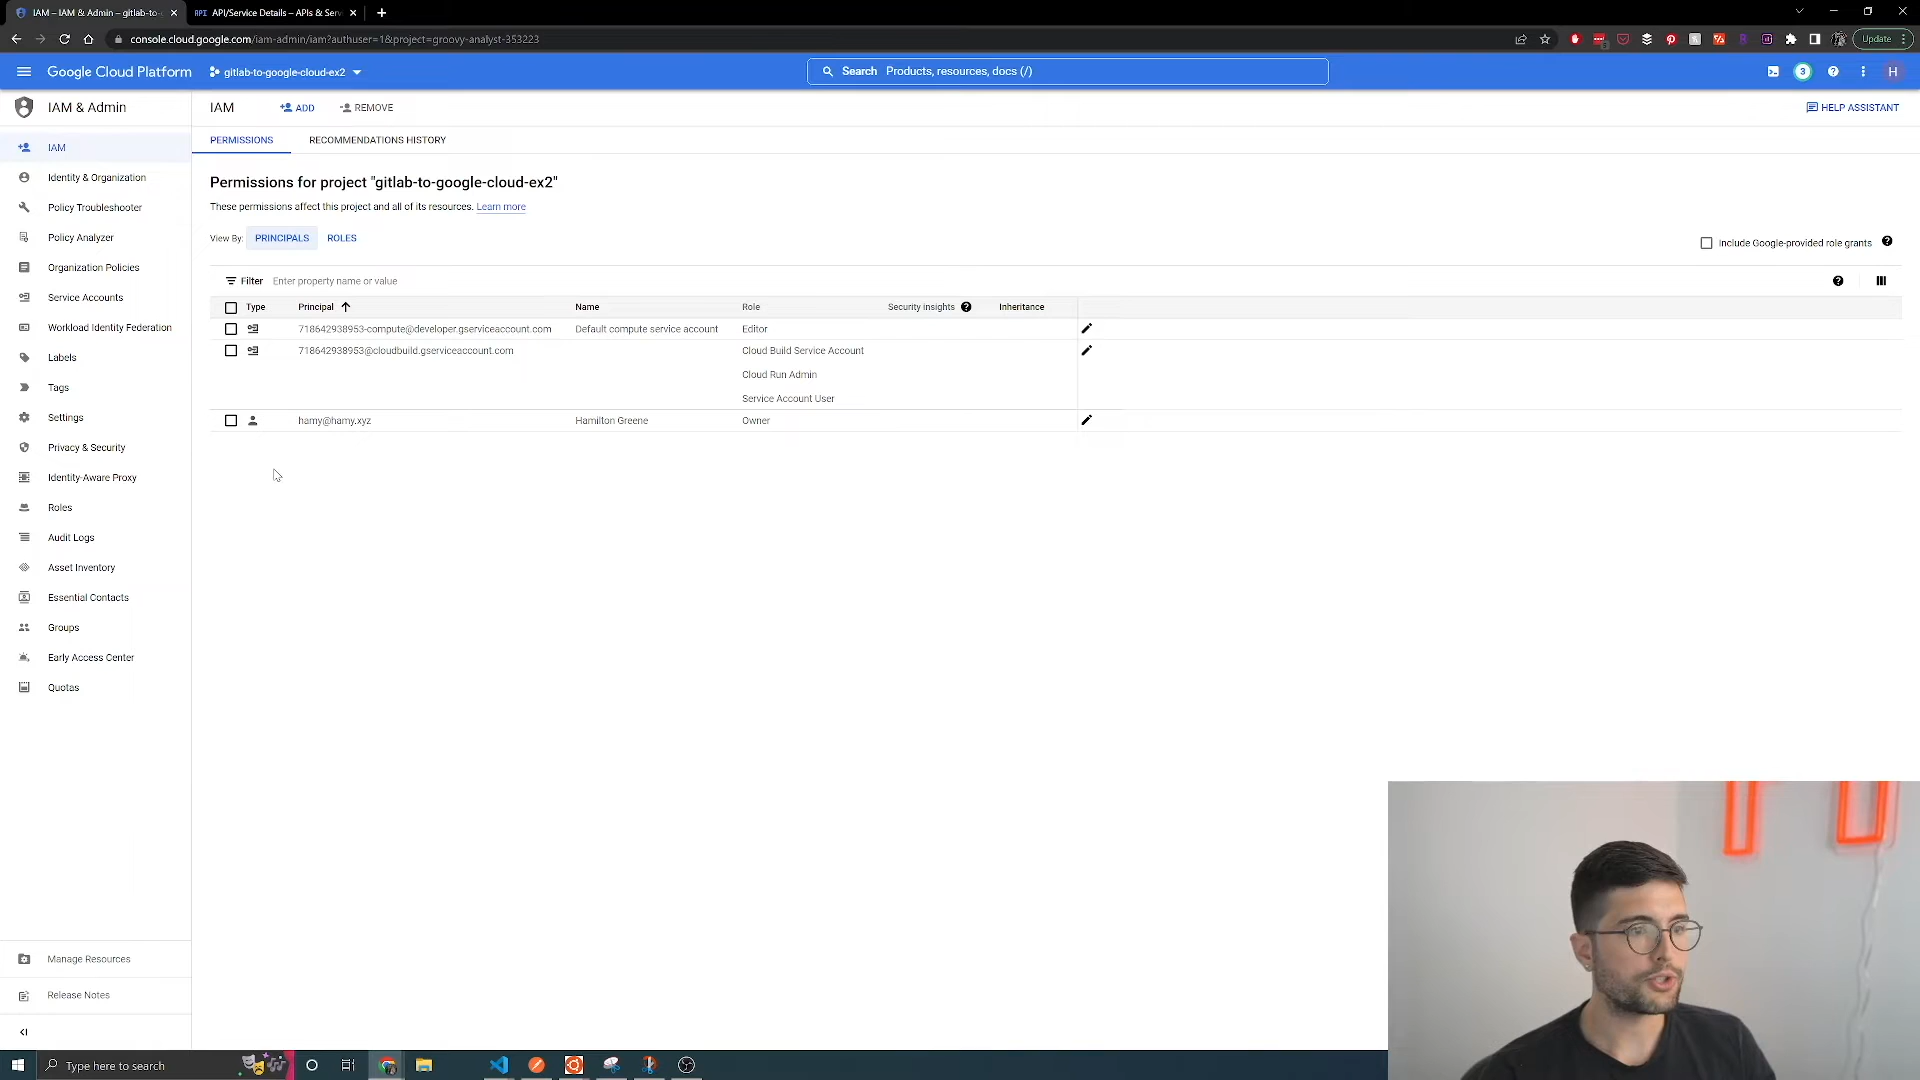 IAM – IAM & Admin – gitlab-to-
API API/Service Details – APIs & Serv
console.cloud.google.com/iam-admin/iam?authuser=1&project=groovy-analyst-353223
Update
Google Cloud Platform
gitlab-to-google-cloud-ex2
Search Products, resources, docs (/)
3
H
IAM & Admin
IAM
ADD
REMOVE
HELP ASSISTANT
IAM
Identity & Organization
Policy Troubleshooter
Policy Analyzer
Organization Policies
Service Accounts
Workload Identity Federation
Labels
Tags
Settings
Privacy & Security
Identity-Aware Proxy
Roles
Audit Logs
Asset Inventory
Essential Contacts
Groups
Early Access Center
Quotas
Manage Resources
Release Notes
PERMISSIONS
RECOMMENDATIONS HISTORY
Permissions for project "gitlab-to-google-cloud-ex2"
These permissions affect this project and all of its resources. Learn more
View By: PRINCIPALS ROLES
Include Google-provided role grants
Filter Enter property name or value
Type Principal Name Role Security insights Inheritance
718642938953-compute@developer.gserviceaccount.com Default compute service account Editor
718642938953@cloudbuild.gserviceaccount.com Cloud Build Service Account
Cloud Run Admin
Service Account User
hamy@hamy.xyz Hamilton Greene Owner
Type here to search